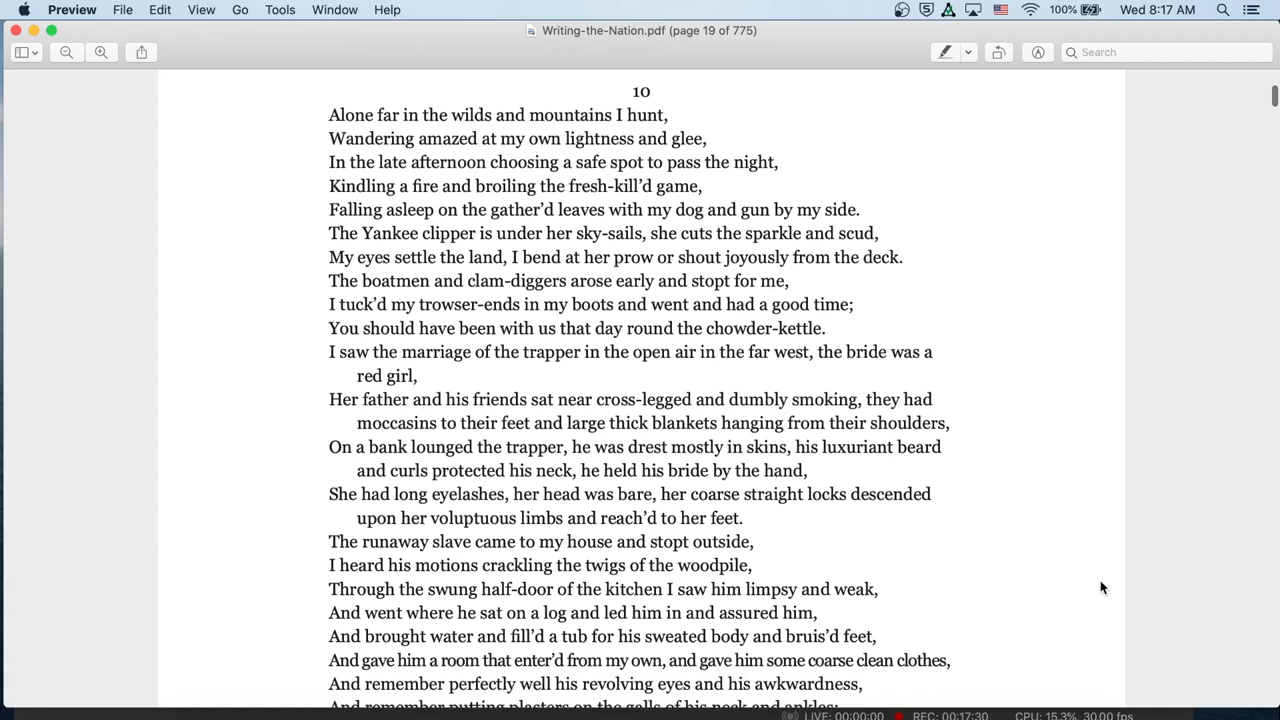 Preview File Edit View Go Tools Window Help 100% Wed 8:17 AM
Writing-the-Nation.pdf (page 19 of 775)
Search
10
Alone far in the wilds and mountains I hunt,
Wandering amazed at my own lightness and glee,
In the late afternoon choosing a safe spot to pass the night,
Kindling a fire and broiling the fresh-kill’d game,
Falling asleep on the gather’d leaves with my dog and gun by my side.
The Yankee clipper is under her sky-sails, she cuts the sparkle and scud,
My eyes settle the land, I bend at her prow or shout joyously from the deck.
The boatmen and clam-diggers arose early and stopt for me,
I tuck’d my trowser-ends in my boots and went and had a good time;
You should have been with us that day round the chowder-kettle.
I saw the marriage of the trapper in the open air in the far west, the bride was a
red girl,
Her father and his friends sat near cross-legged and dumbly smoking, they had
moccasins to their feet and large thick blankets hanging from their shoulders,
On a bank lounged the trapper, he was drest mostly in skins, his luxuriant beard
and curls protected his neck, he held his bride by the hand,
She had long eyelashes, her head was bare, her coarse straight locks descended
upon her voluptuous limbs and reach’d to her feet.
The runaway slave came to my house and stopt outside,
I heard his motions crackling the twigs of the woodpile,
Through the swung half-door of the kitchen I saw him limpsy and weak,
And went where he sat on a log and led him in and assured him,
And brought water and fill’d a tub for his sweated body and bruis’d feet,
And gave him a room that enter’d from my own, and gave him some coarse clean clothes,
And remember perfectly well his revolving eyes and his awkwardness,
And remember putting plasters on the galls of his neck and ankles;
LIVE: 00:00:00 REC: 00:17:30 CPU: 15.3%, 30.00 fps